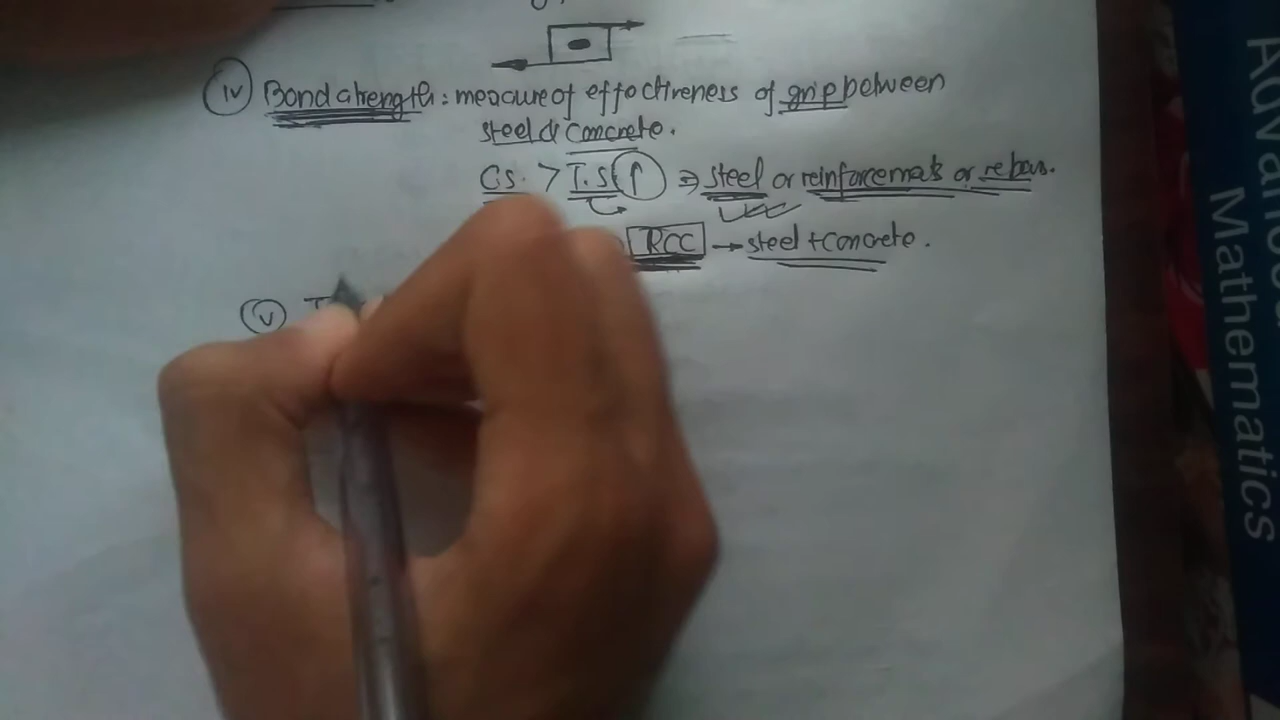 (iv) Bond strength: measure of effectiveness of grip between
steel & concrete.
C.S. > T.S(↑) ⇒ steel or reinforcements or rebars.
RCC → steel + concrete.
(v) T
Mathematics